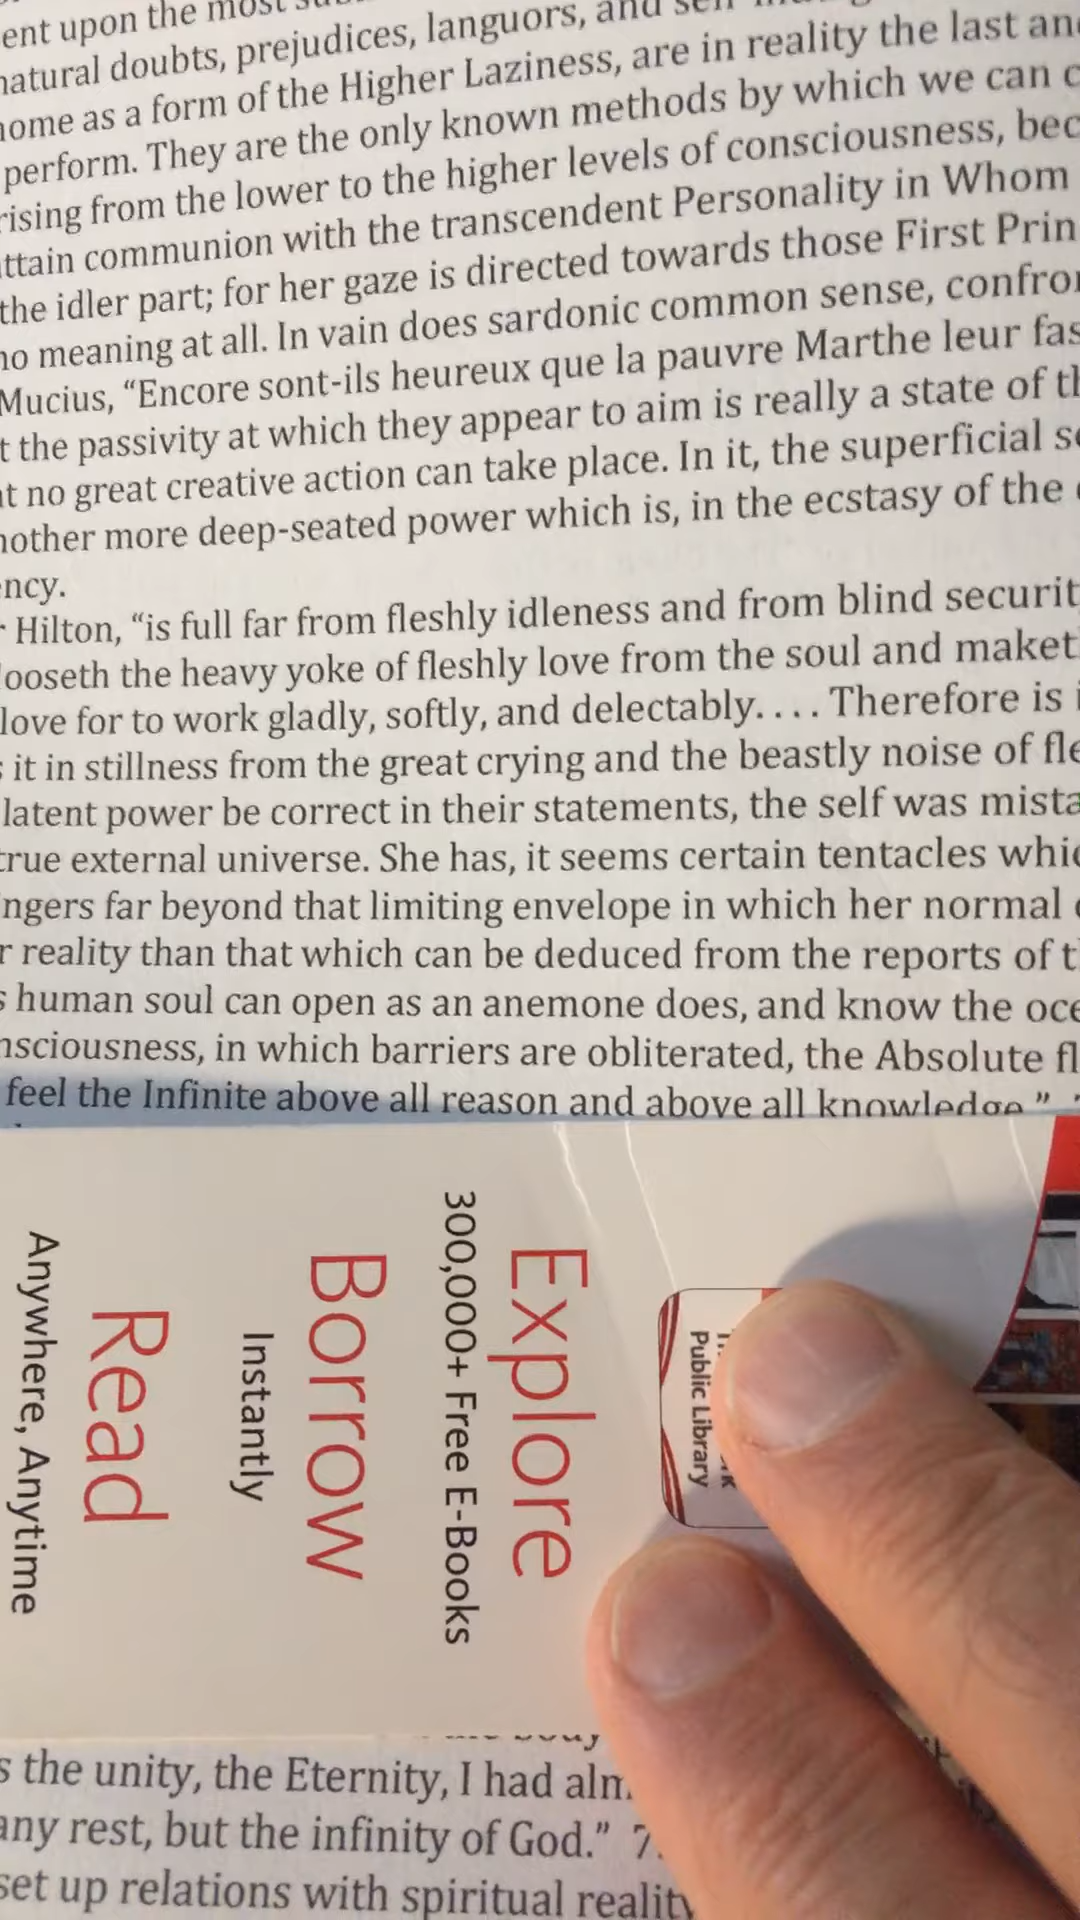 ent upon the most
natural doubts, prejudices, languors, and self
home as a form of the Higher Laziness, are in reality the last and
perform. They are the only known methods by which we can c
rising from the lower to the higher levels of consciousness, bec
attain communion with the transcendent Personality in Whom
the idler part; for her gaze is directed towards those First Prin
no meaning at all. In vain does sardonic common sense, confron
Mucius, “Encore sont-ils heureux que la pauvre Marthe leur fas
t the passivity at which they appear to aim is really a state of th
at no great creative action can take place. In it, the superficial se
nother more deep-seated power which is, in the ecstasy of the
ency.
r Hilton, “is full far from fleshly idleness and from blind securit
looseth the heavy yoke of fleshly love from the soul and maket
love for to work gladly, softly, and delectably. . . . Therefore is i
s it in stillness from the great crying and the beastly noise of fle
latent power be correct in their statements, the self was mista
true external universe. She has, it seems certain tentacles whic
ngers far beyond that limiting envelope in which her normal c
r reality than that which can be deduced from the reports of t
s human soul can open as an anemone does, and know the oce
nsciousness, in which barriers are obliterated, the Absolute fl
feel the Infinite above all reason and above all knowledge”
Public Library
Explore
300,000+ Free E-Books
Borrow
Instantly
Read
Anywhere, Anytime
body
s the unity, the Eternity, I had alm
any rest, but the infinity of God.” 7
set up relations with spiritual reality